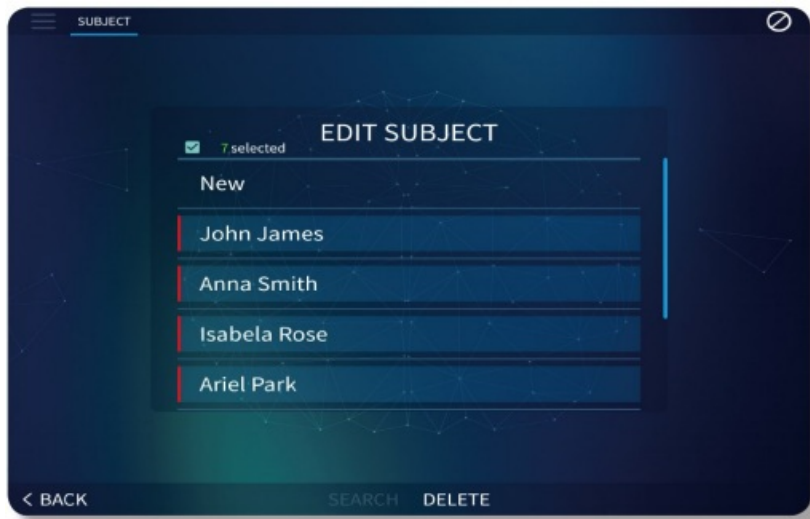 SUBJECT
EDIT SUBJECT
7 selected
New
John James
Anna Smith
Isabela Rose
Ariel Park
< BACK
SEARCH
DELETE